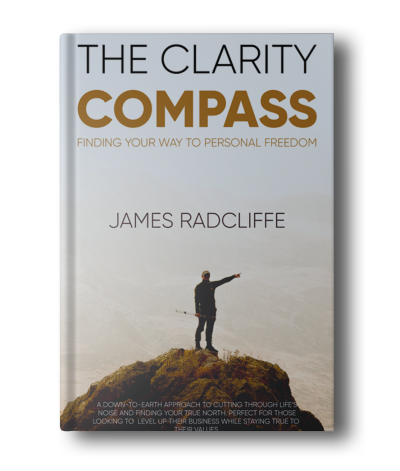 THE CLARITY
COMPASS
FINDING YOUR WAY TO PERSONAL FREEDOM
JAMES RADCLIFFE
A DOWN-TO-EARTH APPROACH TO CUTTING THROUGH LIFE'S
NOISE AND FINDING YOUR TRUE NORTH. PERFECT FOR THOSE
LOOKING TO LEVEL UP THEIR BUSINESS WHILE STAYING TRUE TO
THEIR VALUES